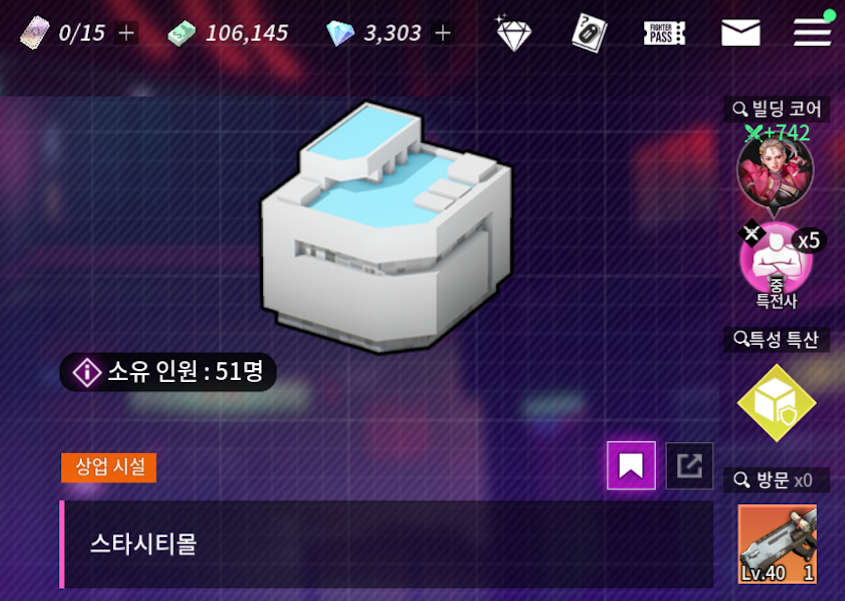 0/15 +
106,145
3,303 +
FIGHTER PASS
빌딩 코어
+742
x5
중
특전사
소유 인원 : 51명
특성 특산
상업 시설
방문 x0
스타시티몰
Lv.40 1